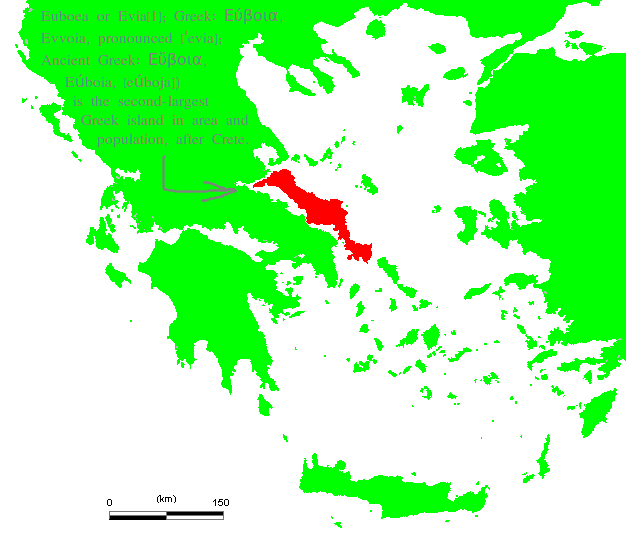 Euboea or Evia[1]; Greek: Εύβοια,
Evvoia, pronounced ['evia];
Ancient Greek: Εὔβοια,
Eúboia, [eúboja])
is the second-largest
Greek island in area and
population, after Crete.
0 (km) 150